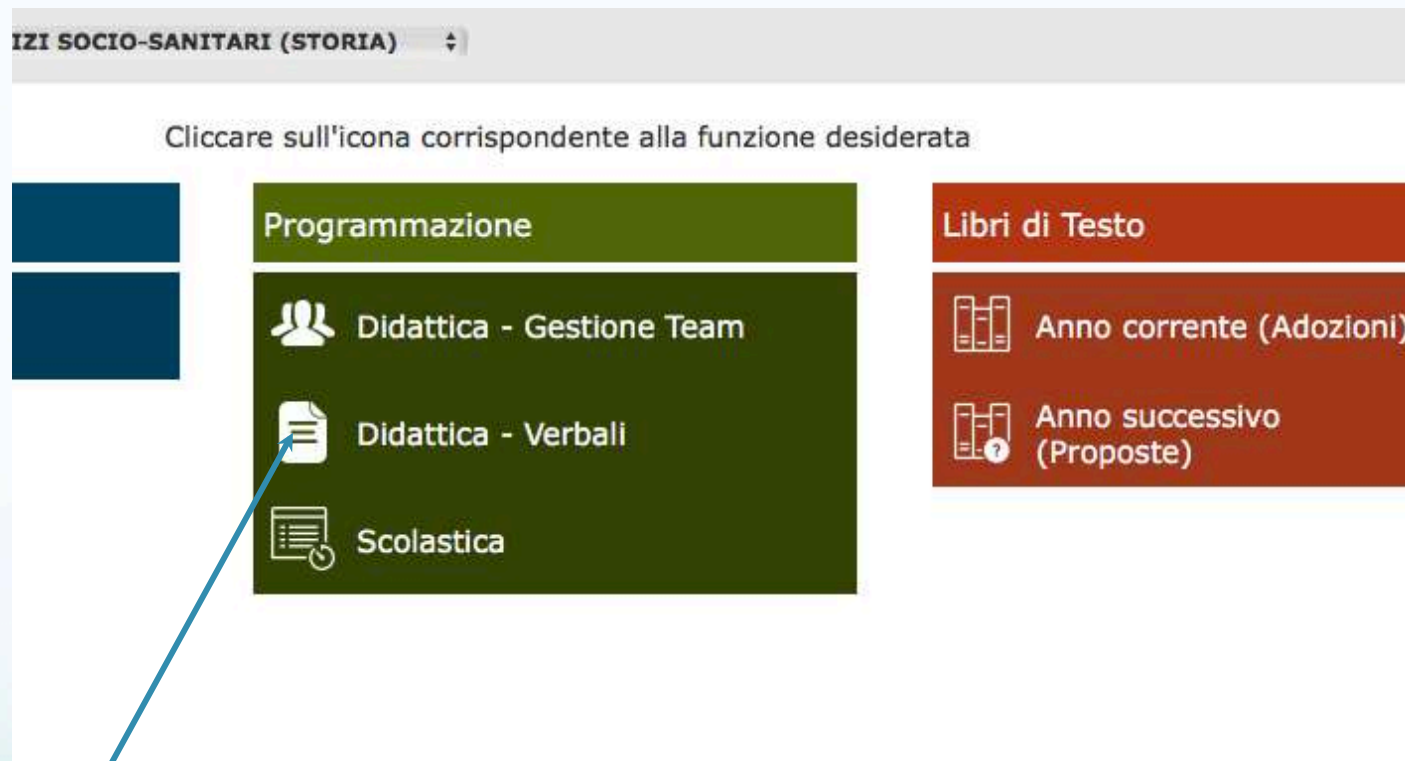 IZI SOCIO-SANITARI (STORIA)
Cliccare sull'icona corrispondente alla funzione desiderata
Programmazione
Didattica - Gestione Team
Didattica - Verbali
Scolastica
Libri di Testo
Anno corrente (Adozioni)
Anno successivo
(Proposte)